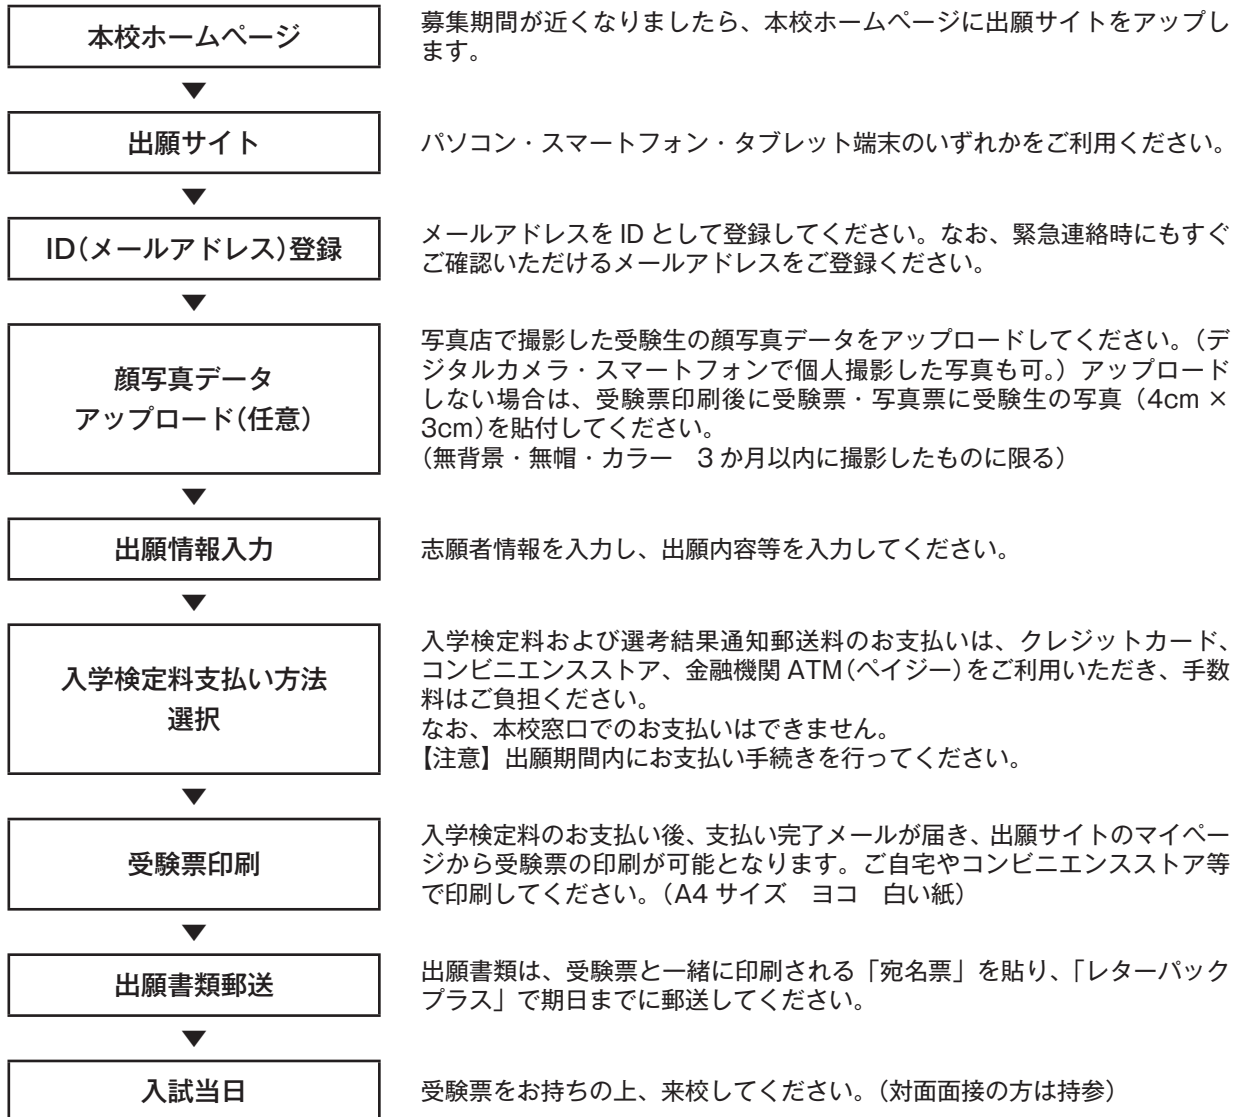 本校ホームページ
募集期間が近くなりましたら、本校ホームページに出願サイトをアップし
ます。
▼
出願サイト
パソコン・スマートフォン・タブレット端末のいずれかをご利用ください。
▼
ID(メールアドレス)登録
メールアドレスを ID として登録してください。なお、緊急連絡時にもすぐ
ご確認いただけるメールアドレスをご登録ください。
▼
顔写真データ
アップロード(任意)
写真店で撮影した受験生の顔写真データをアップロードしてください。(デ
ジタルカメラ・スマートフォンで個人撮影した写真も可。)アップロード
しない場合は、受験票印刷後に受験票・写真票に受験生の写真(4cm ×
3cm)を貼付してください。
(無背景・無帽・カラー 3 か月以内に撮影したものに限る)
▼
出願情報入力
志願者情報を入力し、出願内容等を入力してください。
▼
入学検定料支払い方法
選択
入学検定料および選考結果通知郵送料のお支払いは、クレジットカード、
コンビニエンスストア、金融機関 ATM(ペイジー)をご利用いただき、手数
料はご負担ください。
なお、本校窓口でのお支払いはできません。
【注意】出願期間内にお支払い手続きを行ってください。
▼
受験票印刷
入学検定料のお支払い後、支払い完了メールが届き、出願サイトのマイペー
ジから受験票の印刷が可能となります。ご自宅やコンビニエンスストア等
で印刷してください。(A4 サイズ ヨコ 白い紙)
▼
出願書類郵送
出願書類は、受験票と一緒に印刷される「宛名票」を貼り、「レターパック
プラス」で期日までに郵送してください。
▼
入試当日
受験票をお持ちの上、来校してください。(対面面接の方は持参)